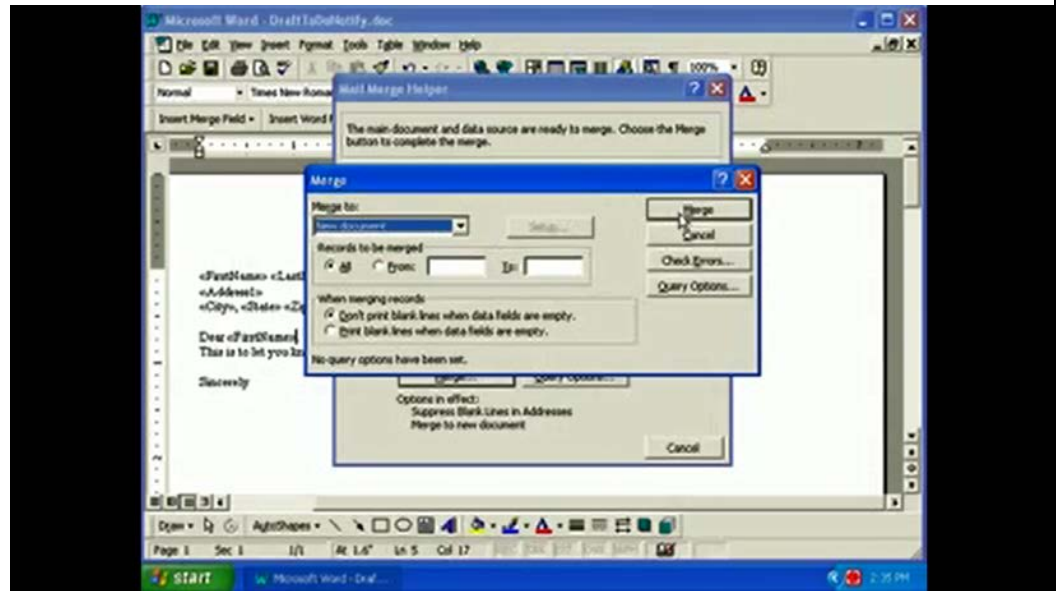 Microsoft Word - DraftToDoNotify.doc
File Edit View Insert Format Tools Table Window Help
100%
Normal Times New Roman
Insert Merge Field Insert Word
Mail Merge Helper
The main document and data source are ready to merge. Choose the Merge
button to complete the merge.
Merge
Merge to:
New document
Setup...
Merge
Cancel
Records to be merged
All From: To:
Check Errors...
Query Options...
When merging records
Don't print blank lines when data fields are empty.
Print blank lines when data fields are empty.
No query options have been set.
«FirstName» «Last
«Address1»
«City», «State» «Zip
Dear «FirstName»,
This is to let you kn
Sincerely
Merge... Query Options...
Options in effect:
Suppress Blank Lines in Addresses
Merge to new document
Cancel
Draw AutoShapes
Page 1 Sec 1 1/1 At 1.6" Ln 5 Col 17
start Microsoft Word - Draf... 2:35 PM